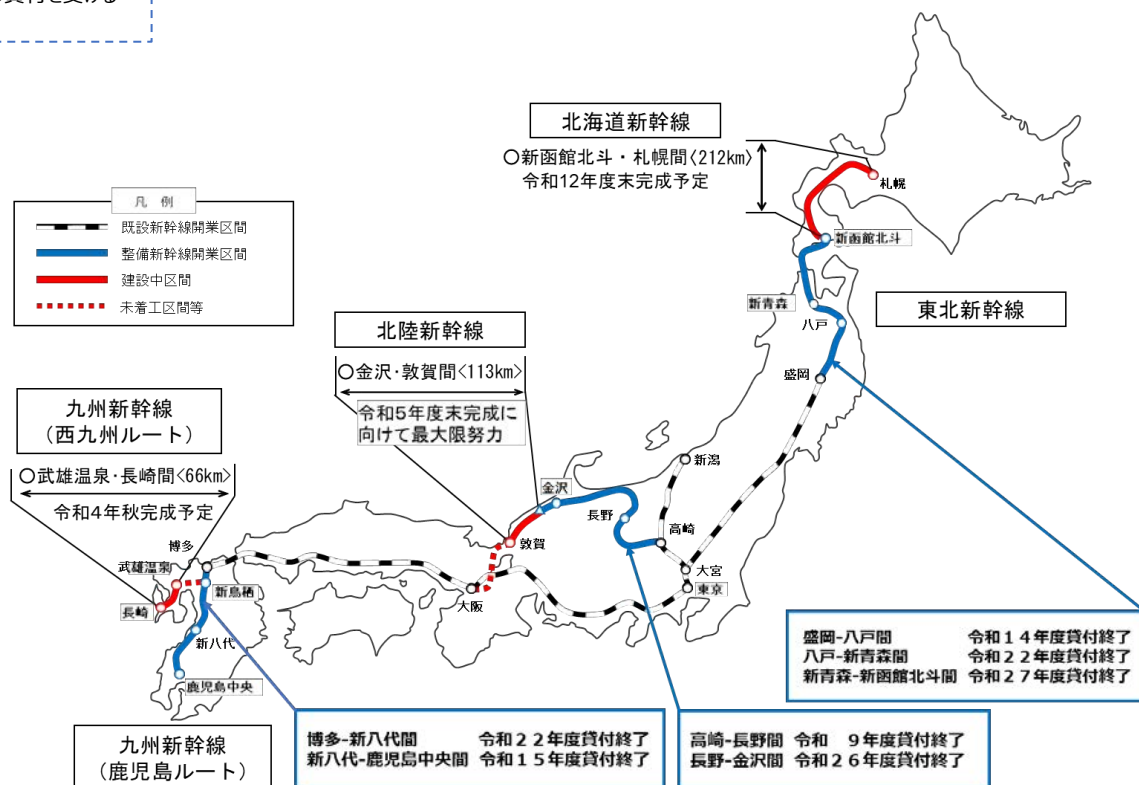 北海道新幹線
○新函館北斗・札幌間<212km>
令和12年度末完成予定
札幌
新函館北斗
凡 例
既設新幹線開業区間
整備新幹線開業区間
建設中区間
未着工区間等
新青森
八戸
東北新幹線
盛岡
北陸新幹線
○金沢・敦賀間<113km>
令和5年度末完成に
向けて最大限努力
九州新幹線
(西九州ルート)
○武雄温泉・長崎間<66km>
令和4年秋完成予定
新潟
金沢
長野
高崎
敦賀
大宮
東京
大阪
博多
武雄温泉
新鳥栖
長崎
新八代
鹿児島中央
盛岡-八戸間 令和14年度貸付終了
八戸-新青森間 令和22年度貸付終了
新青森-新函館北斗間 令和27年度貸付終了
九州新幹線
(鹿児島ルート)
博多-新八代間 令和22年度貸付終了
新八代-鹿児島中央間 令和15年度貸付終了
高崎-長野間 令和 9年度貸付終了
長野-金沢間 令和26年度貸付終了